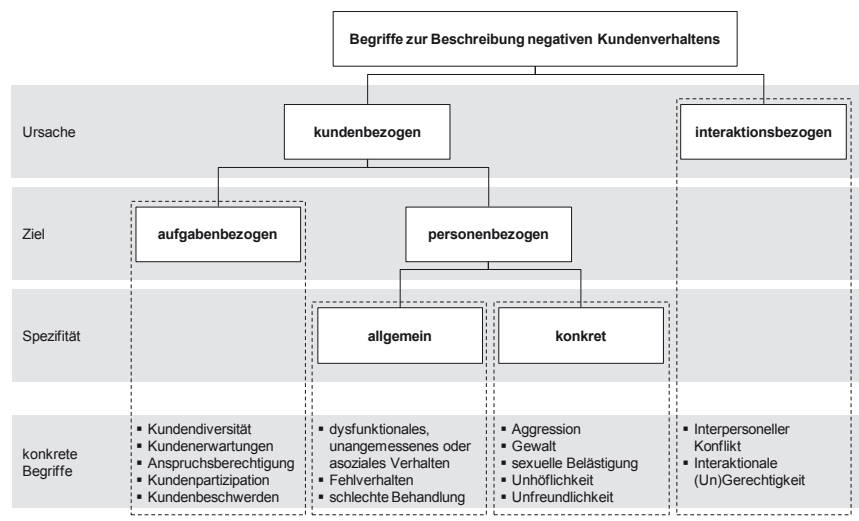 Begriffe zur Beschreibung negativen Kundenverhaltens
Ursache
kundenbezogen
interaktionsbezogen
Ziel
aufgabenbezogen
personenbezogen
Spezifität
allgemein
konkret
konkrete
Begriffe
▪ Kundendiversität
▪ Kundenerwartungen
▪ Anspruchsberechtigung
▪ Kundenpartizipation
▪ Kundenbeschwerden
▪ dysfunktionales,
unangemessenes oder
asoziales Verhalten
▪ Fehlverhalten
▪ schlechte Behandlung
▪ Aggression
▪ Gewalt
▪ sexuelle Belästigung
▪ Unhöflichkeit
▪ Unfreundlichkeit
▪ Interpersoneller
Konflikt
▪ Interaktionale
(Un)Gerechtigkeit